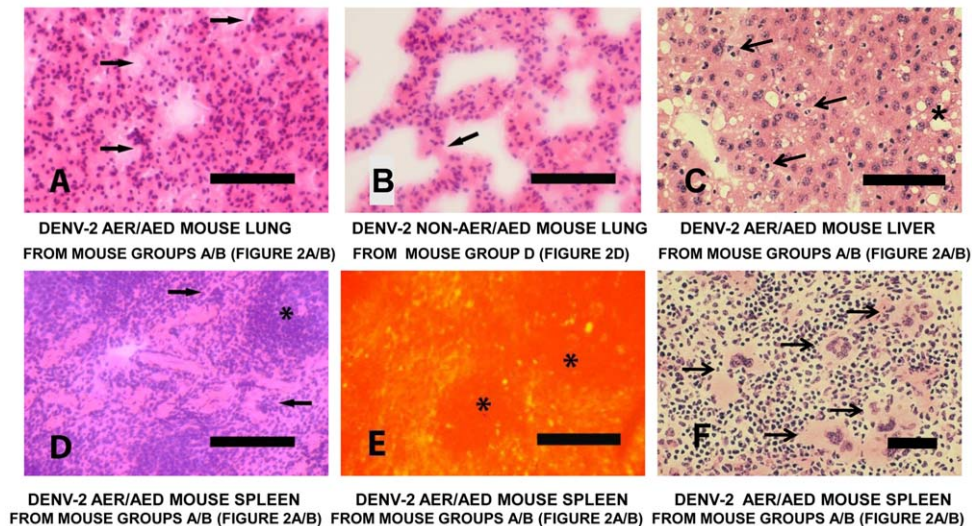 A
B
C
DENV-2 AER/AED MOUSE LUNG
FROM MOUSE GROUPS A/B (FIGURE 2A/B)
DENV-2 NON-AER/AED MOUSE LUNG
FROM MOUSE GROUP D (FIGURE 2D)
DENV-2 AER/AED MOUSE LIVER
FROM MOUSE GROUPS A/B (FIGURE 2A/B)
D
E
F
DENV-2 AER/AED MOUSE SPLEEN
FROM MOUSE GROUPS A/B (FIGURE 2A/B)
DENV-2 AER/AED MOUSE SPLEEN
FROM MOUSE GROUPS A/B (FIGURE 2A/B)
DENV-2 AER/AED MOUSE SPLEEN
FROM MOUSE GROUPS A/B (FIGURE 2A/B)